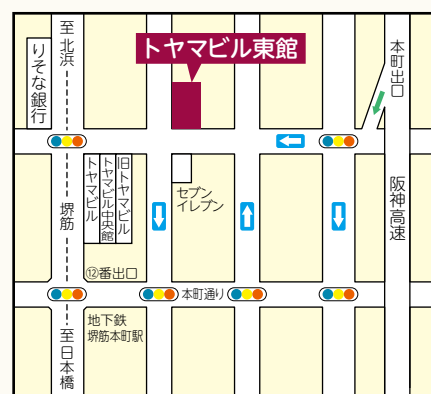 至北浜
トヤマビル東館
本町出口
りそな銀行
トヤマビル
トヤマビル中央館
旧トヤマビル
セブン
イレブン
阪神高速
堺筋
⑫番出口
本町通り
地下鉄
堺筋本町駅
至日本橋